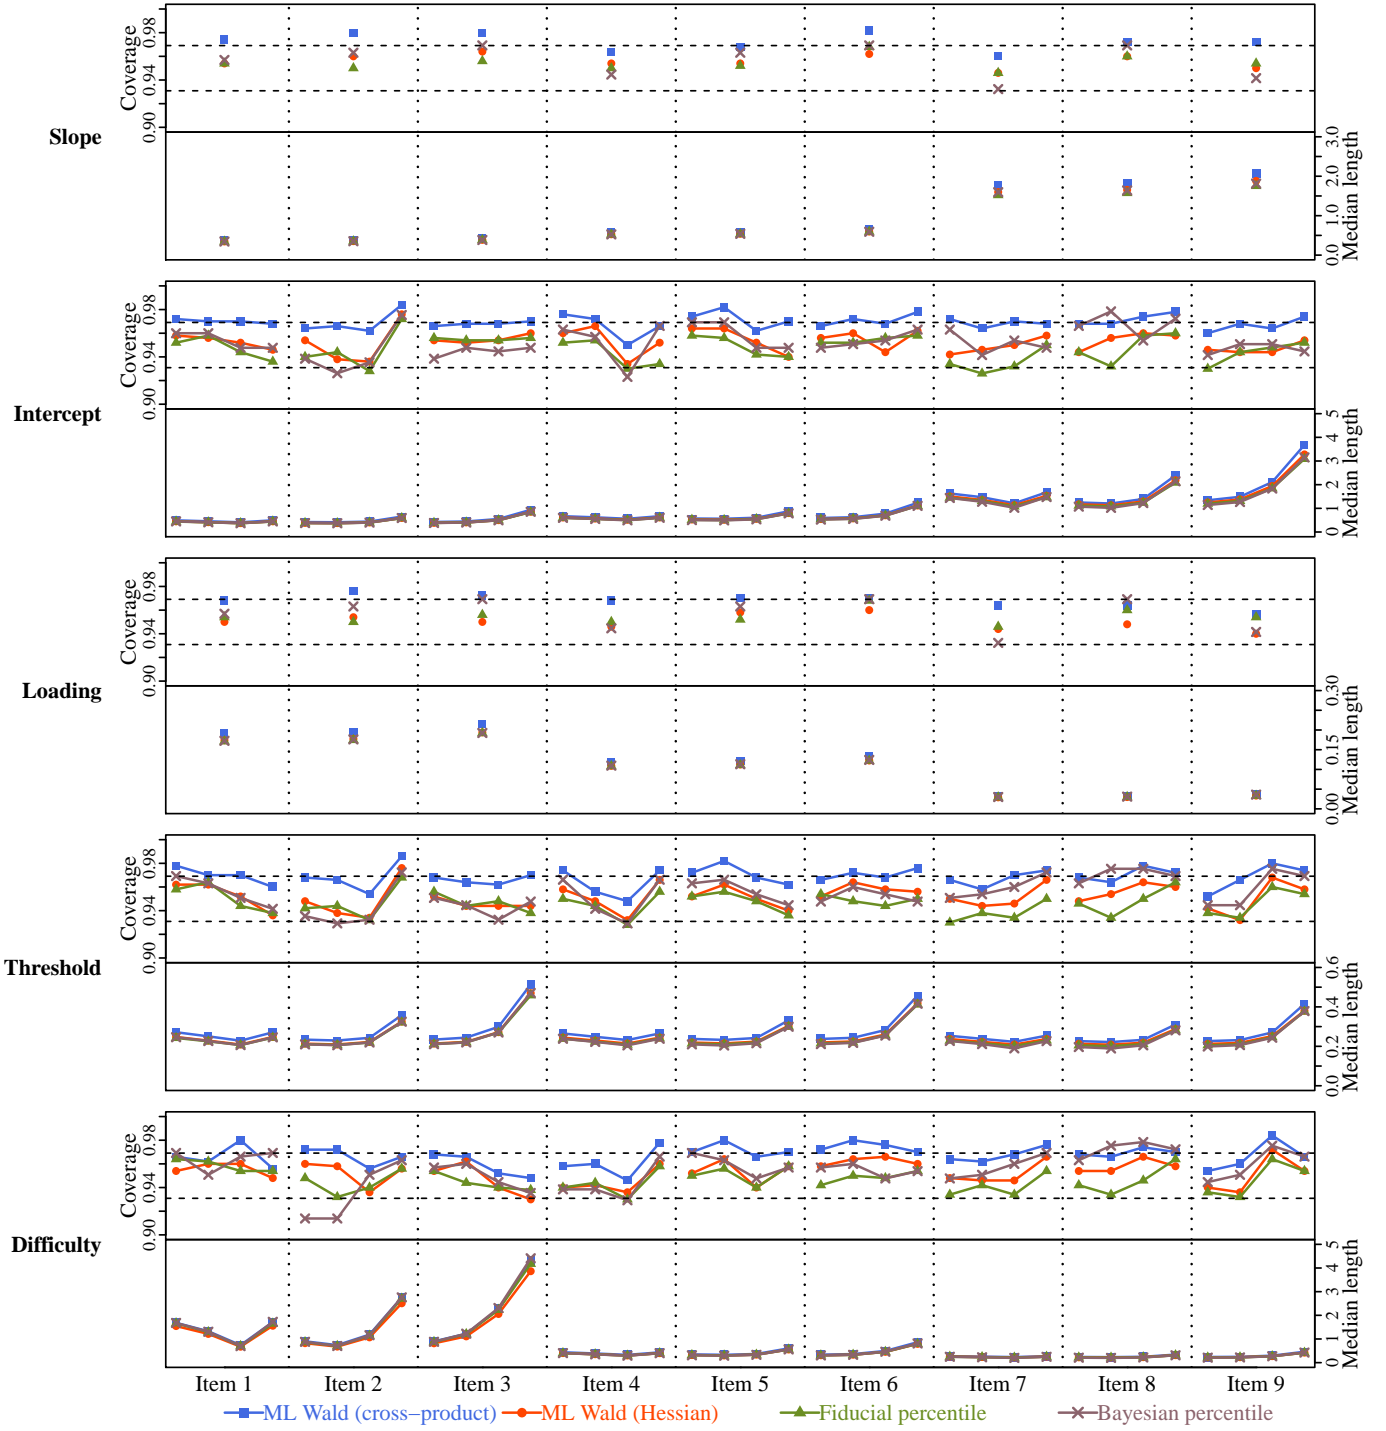 Slope
Coverage
0.90 0.94 0.98
Median length
0.0 1.0 2.0 3.0
Intercept
Coverage
0.90 0.94 0.98
Median length
0 1 2 3 4 5
Loading
Coverage
0.90 0.94 0.98
Median length
0.00 0.15 0.30
Threshold
Coverage
0.90 0.94 0.98
Median length
0.0 0.2 0.4 0.6
Difficulty
Coverage
0.90 0.94 0.98
Median length
0 1 2 3 4 5
Item 1 Item 2 Item 3 Item 4 Item 5 Item 6 Item 7 Item 8 Item 9
ML Wald (cross−product) ML Wald (Hessian) Fiducial percentile Bayesian percentile